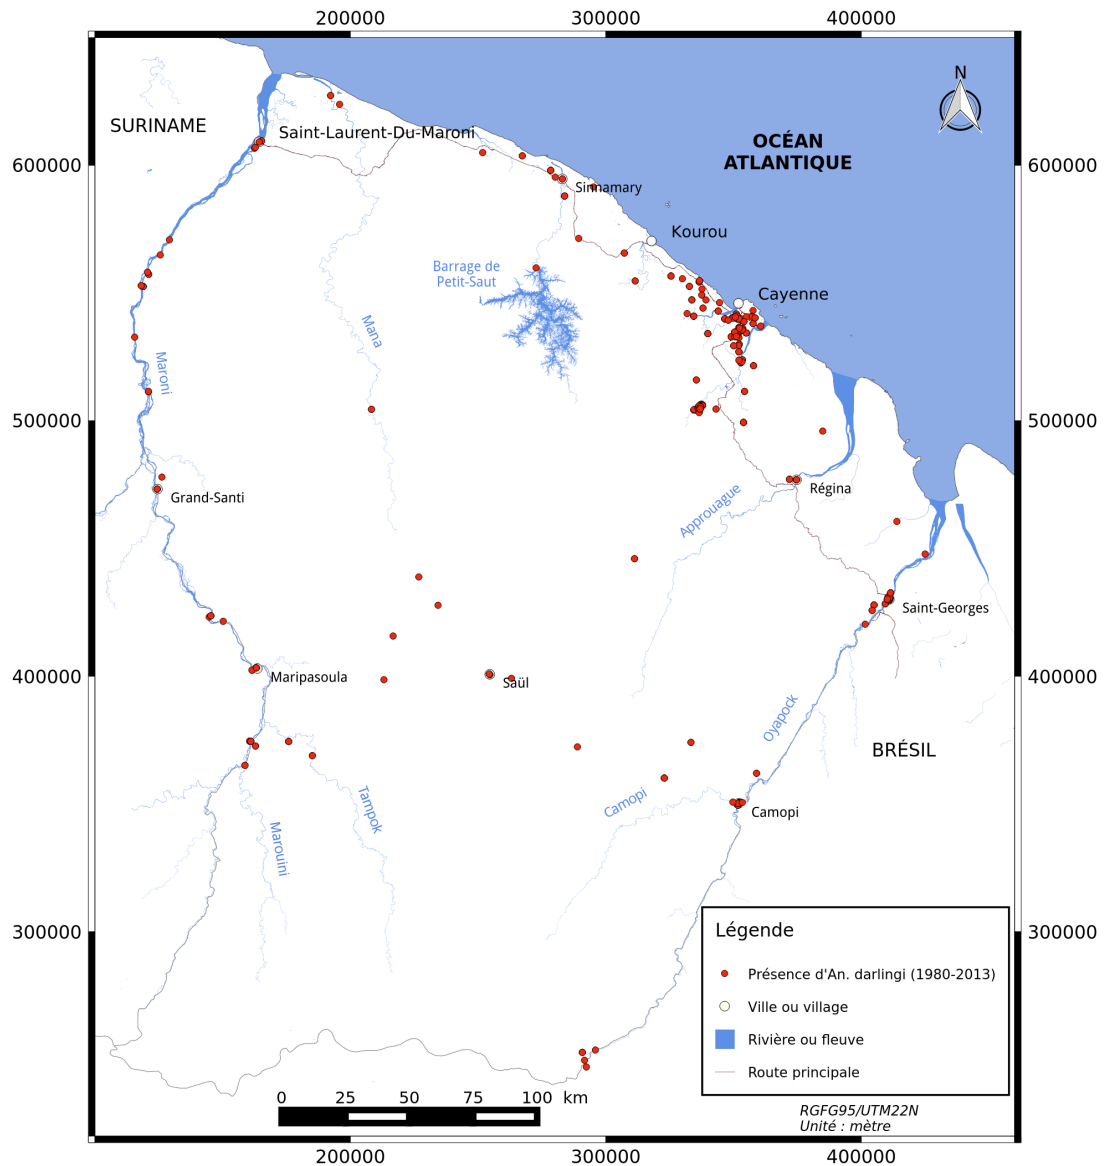 200000
300000
400000
N
SURINAME
Saint-Laurent-Du-Maroni
OCÉAN
ATLANTIQUE
600000
600000
Sinnamary
Kourou
Barrage de
Petit-Saut
Cayenne
Mana
Maroni
500000
500000
Grand-Santi
Régina
Approuague
Saint-Georges
400000
400000
Maripasoula
Saül
Oyapock
BRÉSIL
Camopi
Camopi
Tampok
Marouini
300000
300000
Légende
Présence d'An. darlingi (1980-2013)
Ville ou village
Rivière ou fleuve
Route principale
0 25 50 75 100 km
RGFG95/UTM22N
Unité : mètre
200000
300000
400000